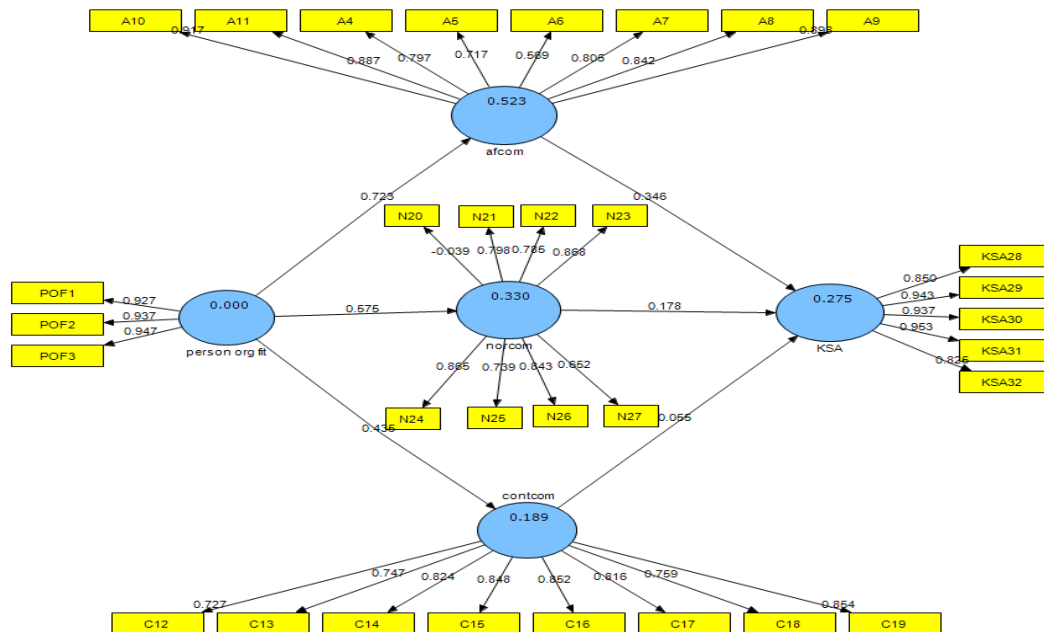 A10 A11 A4 A5 A6 A7 A8 A9
0.917 0.887 0.797 0.717 0.569 0.805 0.842 0.893
0.523
afcom
0.723 0.346
N20 N21 N22 N23
-0.039 0.798 0.785 0.868
POF1 0.927
POF2 0.937
POF3 0.947
0.000
person org fit
0.575
0.330
norcom
0.178
0.275
KSA
0.850 KSA28
0.943 KSA29
0.937 KSA30
0.953 KSA31
0.825 KSA32
0.865 0.739 0.843 0.652
N24 N25 N26 N27
0.435 0.055
contcom
0.189
0.727 0.747 0.824 0.848 0.852 0.816 0.759 0.854
C12 C13 C14 C15 C16 C17 C18 C19